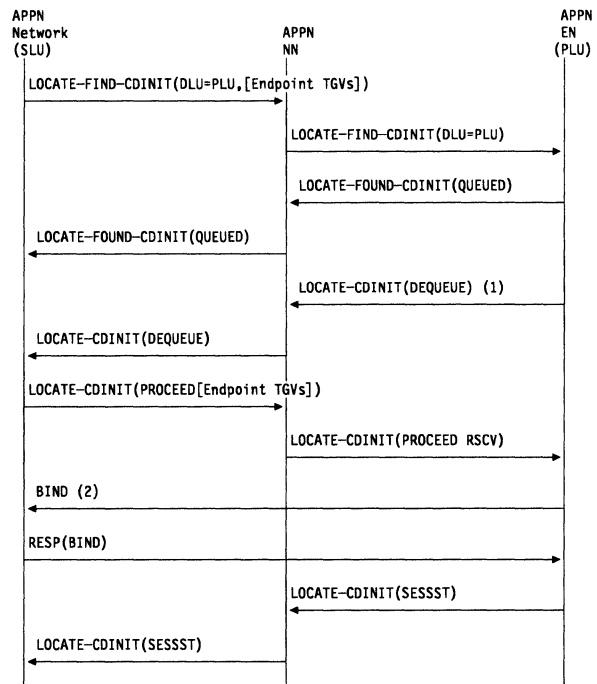 APPN
Network
(SLU)
APPN
NN
APPN
EN
(PLU)
LOCATE-FIND-CDINIT(DLU=PLU,[Endpoint TGVs])
LOCATE-FIND-CDINIT(DLU=PLU)
LOCATE-FOUND-CDINIT(QUEUED)
LOCATE-FOUND-CDINIT(QUEUED)
LOCATE-CDINIT(DEQUEUE) (1)
LOCATE-CDINIT(DEQUEUE)
LOCATE-CDINIT(PROCEED[Endpoint TGVs])
LOCATE-CDINIT(PROCEED RSCV)
BIND (2)
RESP(BIND)
LOCATE-CDINIT(SESSST)
LOCATE-CDINIT(SESSST)